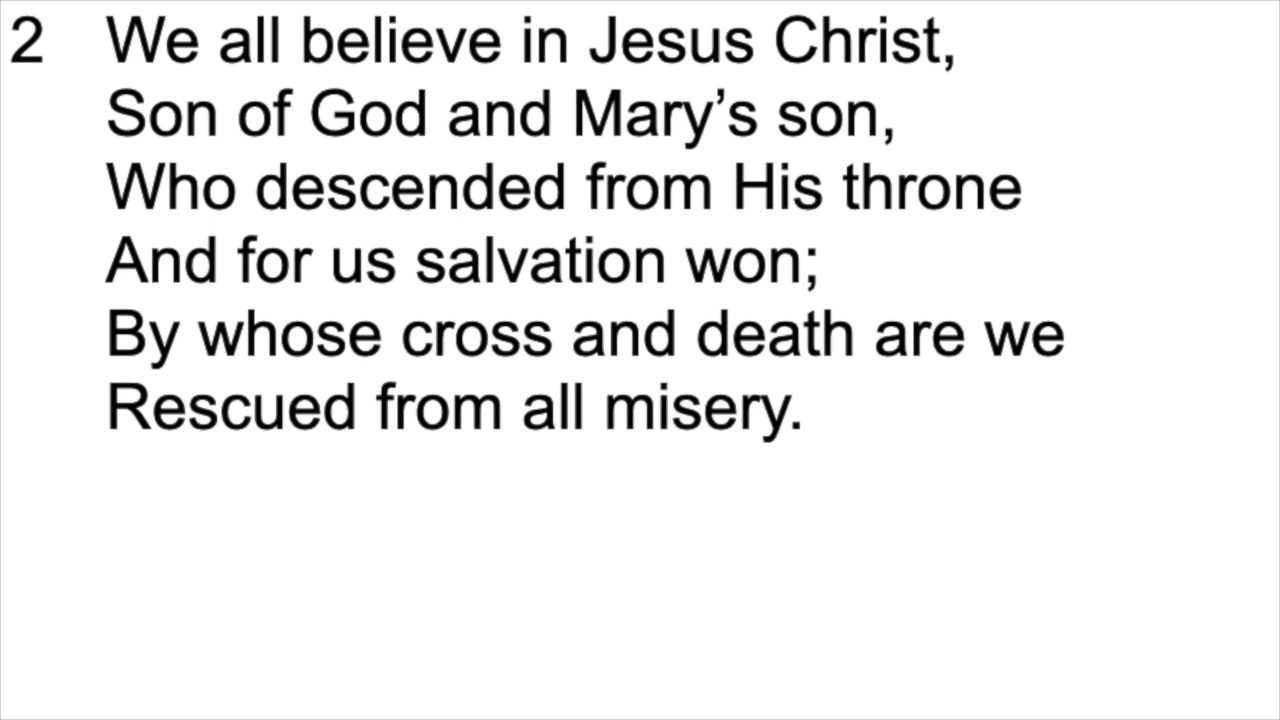 2 We all believe in Jesus Christ,
Son of God and Mary’s son,
Who descended from His throne
And for us salvation won;
By whose cross and death are we
Rescued from all misery.